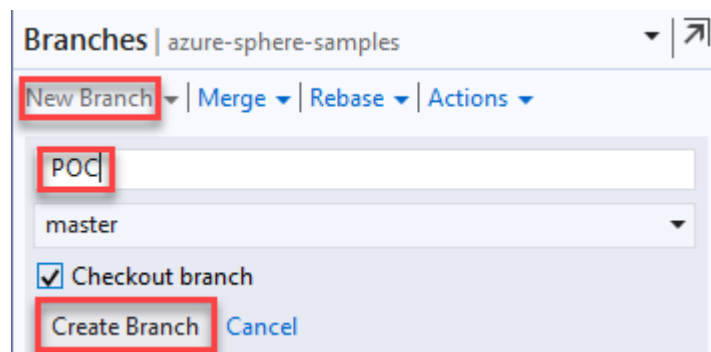 Branches | azure-sphere-samples
New Branch | Merge | Rebase | Actions
POC
master
Checkout branch
Create Branch Cancel